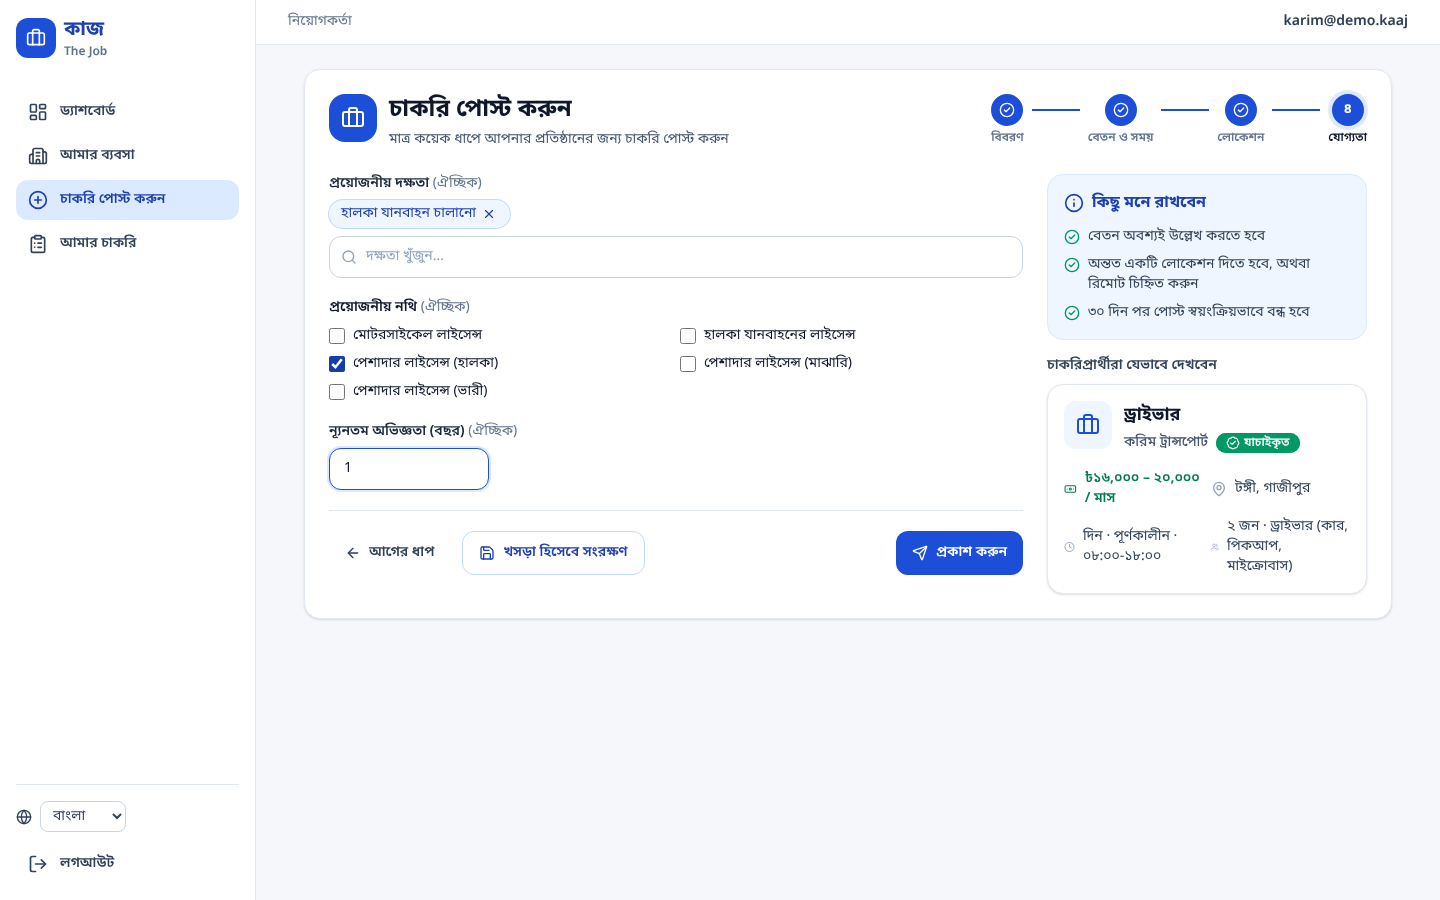 কাজ
The Job
ড্যাশবোর্ড
আমার ব্যবসা
চাকরি পোস্ট করুন
আমার চাকরি
বাংলা
লগআউট
নিয়োগকর্তা
karim@demo.kaaj
চাকরি পোস্ট করুন
মাত্র কয়েক ধাপে আপনার প্রতিষ্ঠানের জন্য চাকরি পোস্ট করুন
বিবরণ
বেতন ও সময়
লোকেশন
৪
যোগ্যতা
প্রয়োজনীয় দক্ষতা (ঐচ্ছিক)
হালকা যানবাহন চালানো
দক্ষতা খুঁজুন...
প্রয়োজনীয় নথি (ঐচ্ছিক)
মোটরসাইকেল লাইসেন্স
হালকা যানবাহনের লাইসেন্স
পেশাদার লাইসেন্স (হালকা)
পেশাদার লাইসেন্স (মাঝারি)
পেশাদার লাইসেন্স (ভারী)
ন্যূনতম অভিজ্ঞতা (বছর) (ঐচ্ছিক)
1
আগের ধাপ
খসড়া হিসেবে সংরক্ষণ
প্রকাশ করুন
কিছু মনে রাখবেন
বেতন অবশ্যই উল্লেখ করতে হবে
অন্তত একটি লোকেশন দিতে হবে, অথবা
রিমোট চিহ্নিত করুন
৩০ দিন পর পোস্ট স্বয়ংক্রিয়ভাবে বন্ধ হবে
চাকরিপ্রার্থীরা যেভাবে দেখবেন
ড্রাইভার
করিম ট্রান্সপোর্ট
যাচাইকৃত
৳১৬,০০০ – ২০,০০০
/ মাস
টঙ্গী, গাজীপুর
দিন · পূর্ণকালীন ·
০৮:০০-১৮:০০
২ জন · ড্রাইভার (কার,
পিকআপ,
মাইক্রোবাস)